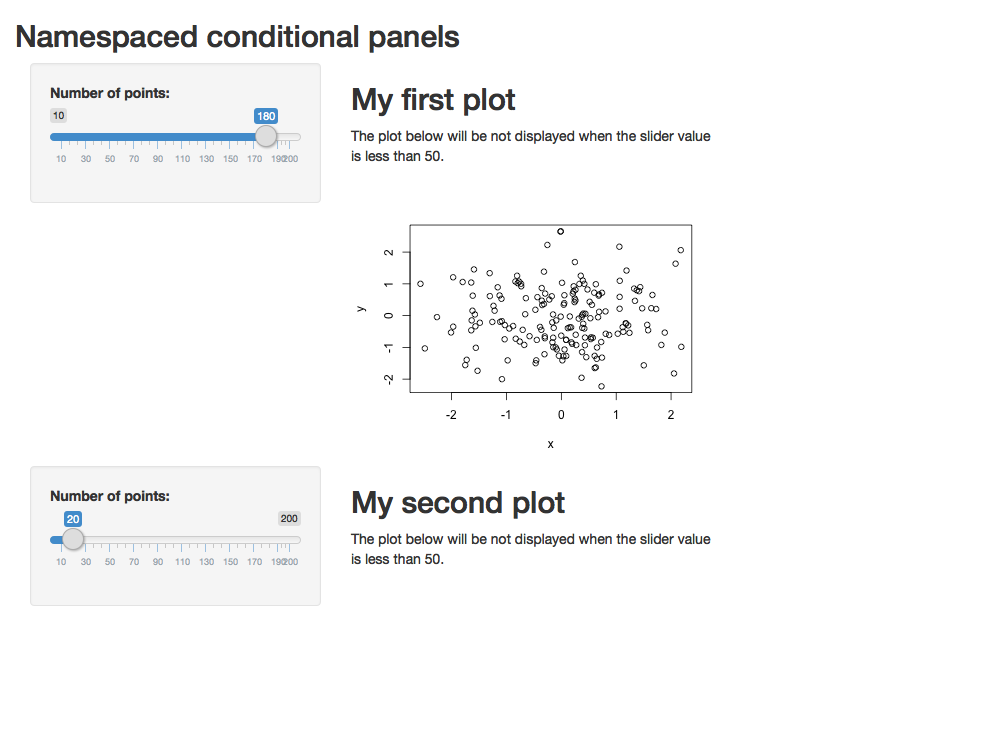 Namespaced conditional panels
Number of points:
10 180
10 30 50 70 90 110 130 150 170 190 200
My first plot
The plot below will be not displayed when the slider value
is less than 50.
2
1
0
-1
-2
y
-2 -1 0 1 2
x
Number of points:
20 200
10 30 50 70 90 110 130 150 170 190 200
My second plot
The plot below will be not displayed when the slider value
is less than 50.